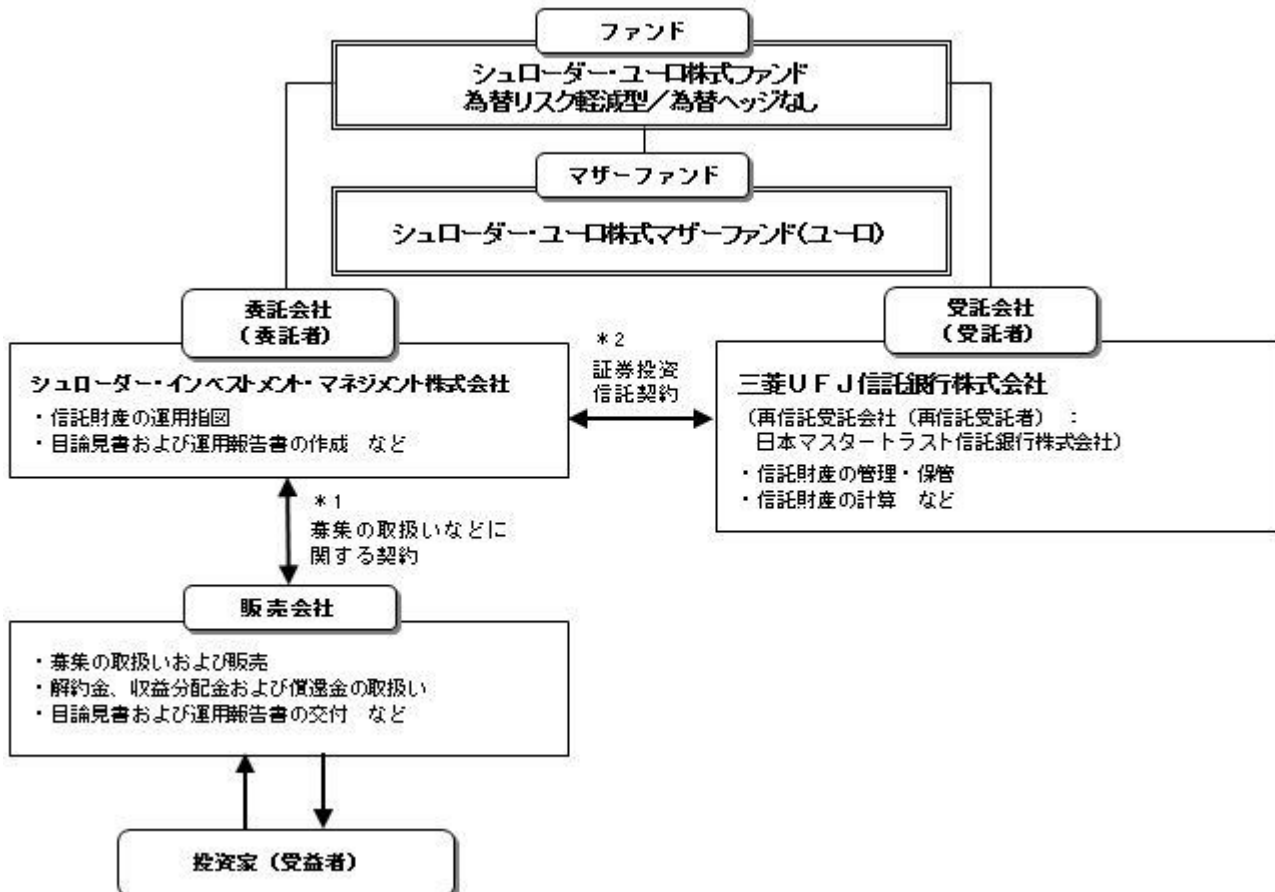 ファンド
シュローダー・ユーロ株式ファンド
為替リスク軽減型／為替ヘッジなし
マザーファンド
シュローダー・ユーロ株式マザーファンド(ユーロ)
委託会社
(委託者)
シュローダー・インベストメント・マネジメント株式会社
・信託財産の運用指図
・目論見書および運用報告書の作成　など
＊2
証券投資
信託契約
受託会社
(受託者)
三菱ＵＦＪ信託銀行株式会社
(再信託受託会社（再信託受託者）：
日本マスタートラスト信託銀行株式会社)
・信託財産の管理・保管
・信託財産の計算　など
＊1
募集の取扱いなどに
関する契約
販売会社
・募集の取扱いおよび販売
・解約金、収益分配金および償還金の取扱い
・目論見書および運用報告書の交付　など
投資家（受益者）